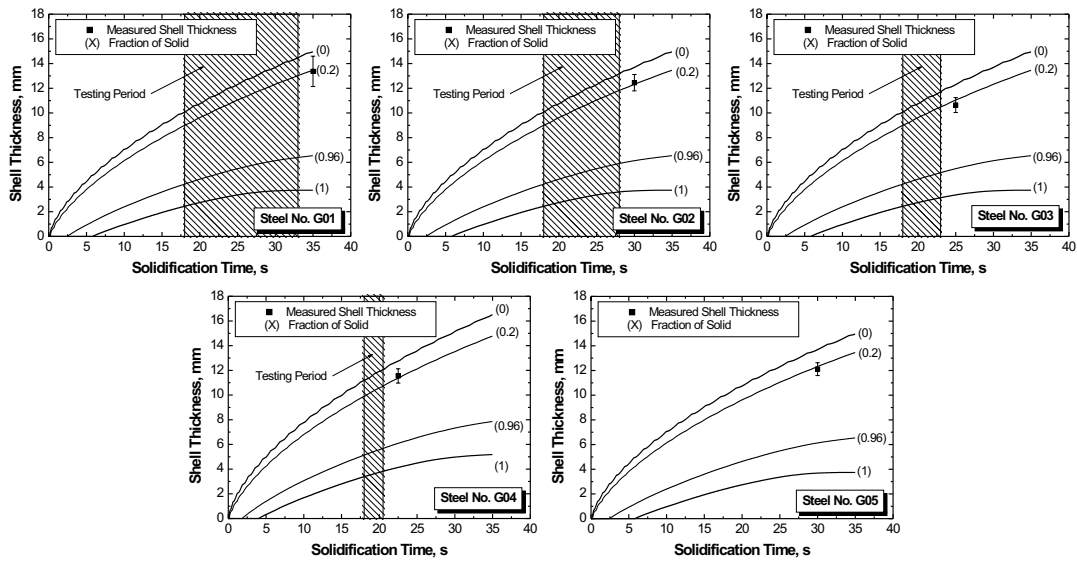 18
16
14
12
10
8
6
4
2
0
Shell Thickness, mm
Measured Shell Thickness
(X) Fraction of Solid
Testing Period
(0)
(0.2)
(0.96)
(1)
Steel No. G01
0 5 10 15 20 25 30 35 40
Solidification Time, s
18
16
14
12
10
8
6
4
2
0
Measured Shell Thickness
(X) Fraction of Solid
Testing Period
(0)
(0.2)
(0.96)
(1)
Steel No. G02
0 5 10 15 20 25 30 35 40
Solidification Time, s
18
16
14
12
10
8
6
4
2
0
Measured Shell Thickness
(X) Fraction of Solid
Testing Period
(0)
(0.2)
(0.96)
(1)
Steel No. G03
0 5 10 15 20 25 30 35 40
Solidification Time, s
18
16
14
12
10
8
6
4
2
0
Shell Thickness, mm
Measured Shell Thickness
(X) Fraction of Solid
Testing Period
(0)
(0.2)
(0.96)
(1)
Steel No. G04
0 5 10 15 20 25 30 35 40
Solidification Time, s
18
16
14
12
10
8
6
4
2
0
Shell Thickness, mm
Measured Shell Thickness
(X) Fraction of Solid
(0)
(0.2)
(0.96)
(1)
Steel No. G05
0 5 10 15 20 25 30 35 40
Solidification Time, s